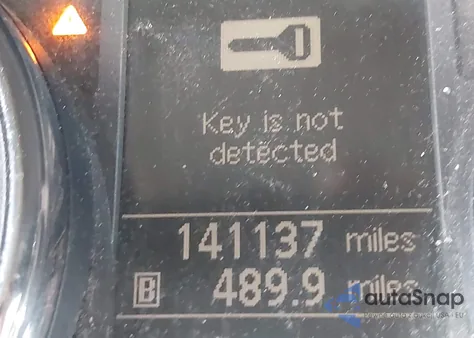 Key is not
detected
141137 miles
B 489.9 miles
autoSnap